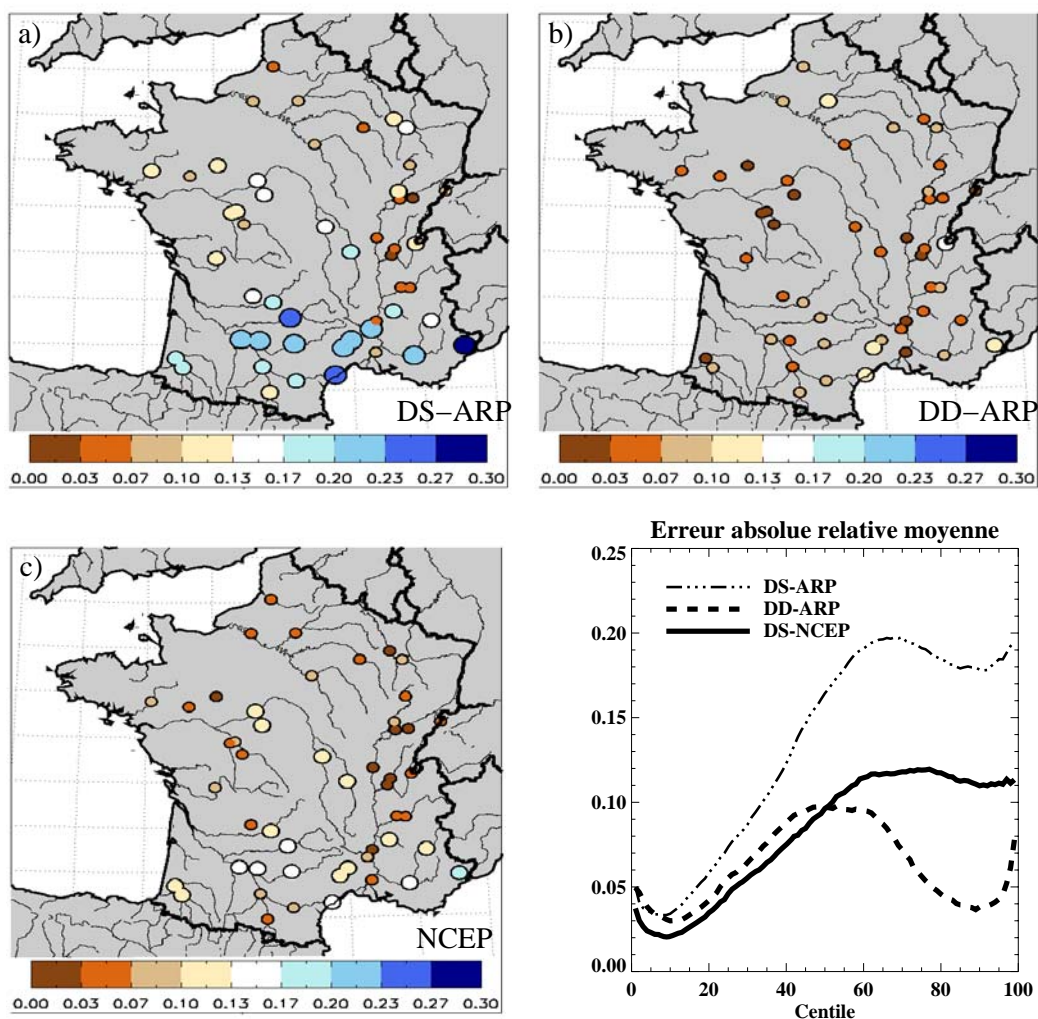 a)
DS–ARP
0.00 0.03 0.07 0.10 0.13 0.17 0.20 0.23 0.27 0.30
b)
DD–ARP
0.00 0.03 0.07 0.10 0.13 0.17 0.20 0.23 0.27 0.30
c)
NCEP
0.00 0.03 0.07 0.10 0.13 0.17 0.20 0.23 0.27 0.30
Erreur absolue relative moyenne
0.25
0.20
0.15
0.10
0.05
0.00
DS-ARP
DD-ARP
DS-NCEP
0 20 40 60 80 100
Centile